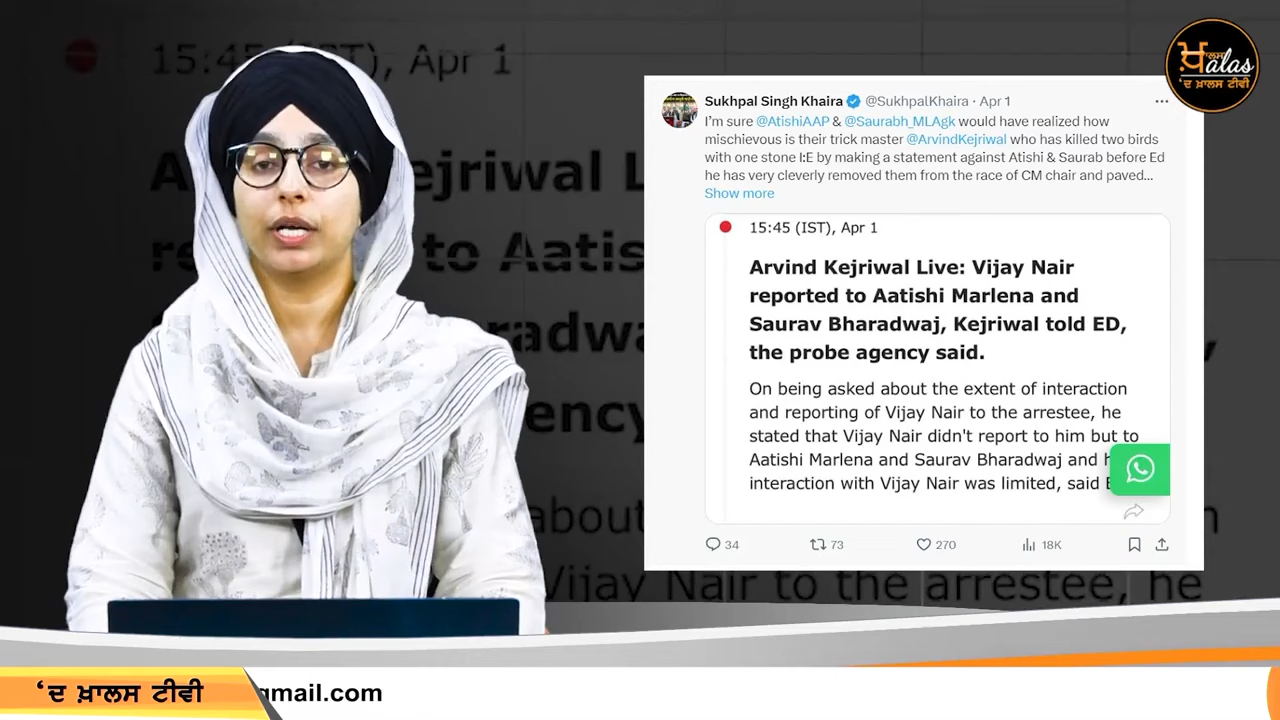 15:45 (IST), Apr 1
ejriwal L
to Aatis
radwa
ency
about
Vijay Nair to the arrestee, he
ਖ਼ਾਲਸ
alas
'ਦ ਖ਼ਾਲਸ ਟੀਵੀ
Sukhpal Singh Khaira @SukhpalKhaira · Apr 1
I'm sure @AtishiAAP & @Saurabh_MLAgk would have realized how
mischievous is their trick master @ArvindKejriwal who has killed two birds
with one stone I:E by making a statement against Atishi & Saurab before Ed
he has very cleverly removed them from the race of CM chair and paved...
Show more
15:45 (IST), Apr 1
Arvind Kejriwal Live: Vijay Nair
reported to Aatishi Marlena and
Saurav Bharadwaj, Kejriwal told ED,
the probe agency said.
On being asked about the extent of interaction
and reporting of Vijay Nair to the arrestee, he
stated that Vijay Nair didn't report to him but to
Aatishi Marlena and Saurav Bharadwaj and h
interaction with Vijay Nair was limited, said
34 73 270 18K
'ਦ ਖ਼ਾਲਸ ਟੀਵੀ
gmail.com